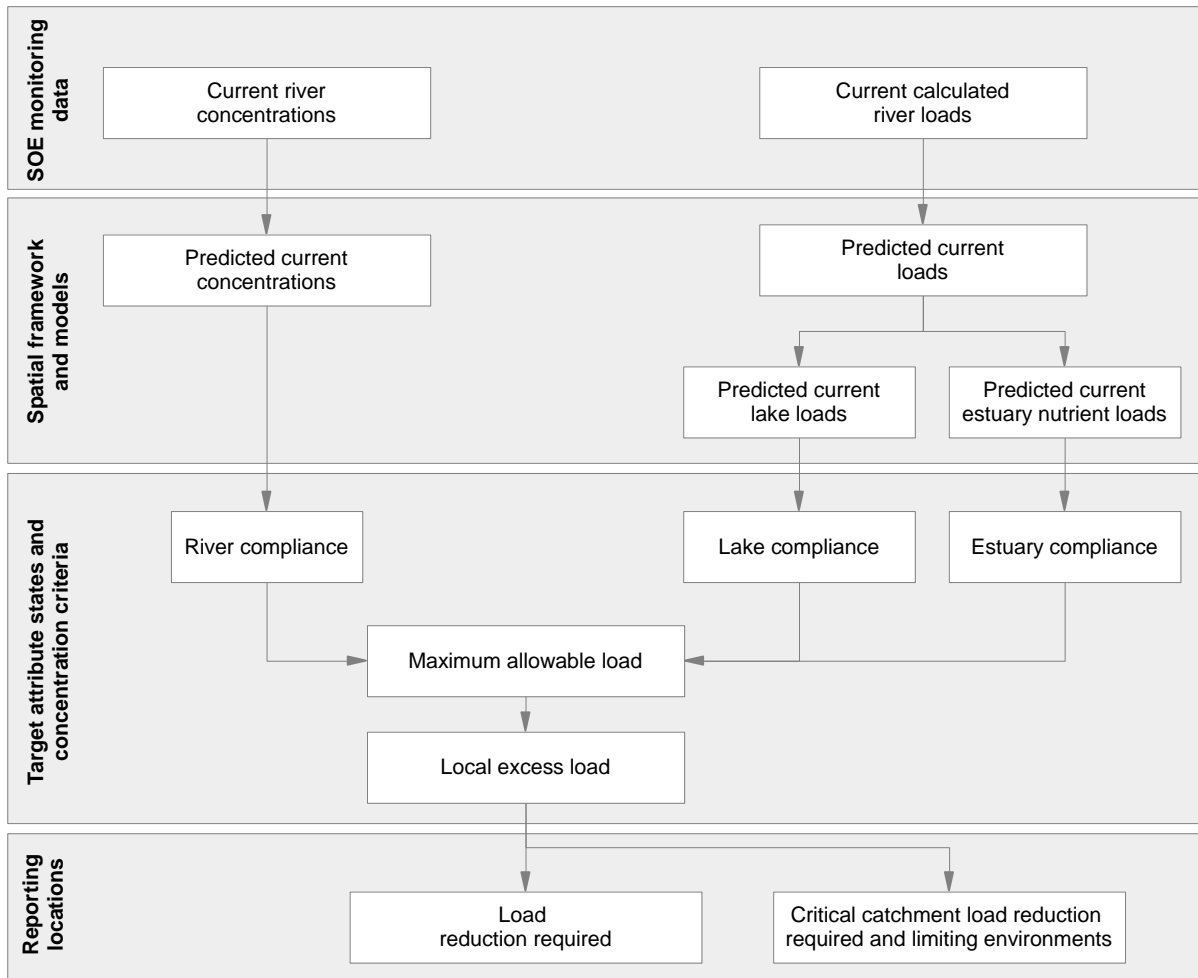 SOE monitoring
data
Current river
concentrations
Current calculated
river loads
Spatial framework
and models
Predicted current
concentrations
Predicted current
loads
Predicted current
lake loads
Predicted current
estuary nutrient loads
Target attribute states and
concentration criteria
River compliance
Lake compliance
Estuary compliance
Maximum allowable load
Local excess load
Reporting
locations
Load
reduction required
Critical catchment load reduction
required and limiting environments